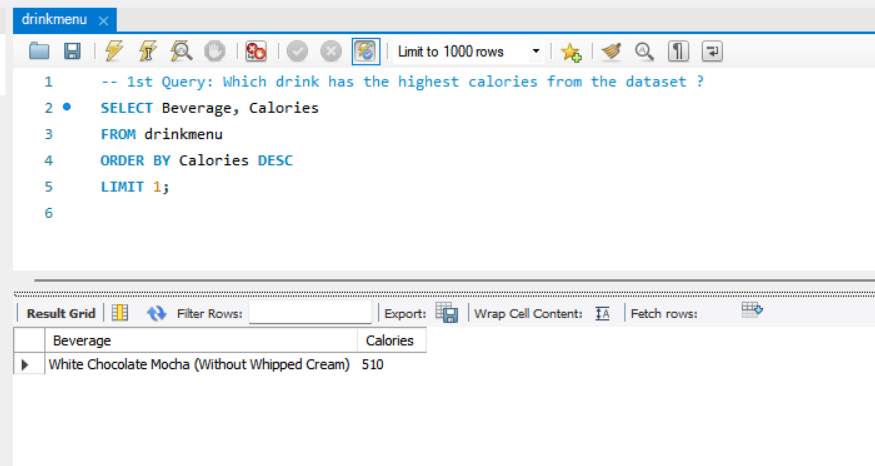 drinkmenu
Limit to 1000 rows
1 -- 1st Query: Which drink has the highest calories from the dataset ?
2 SELECT Beverage, Calories
3 FROM drinkmenu
4 ORDER BY Calories DESC
5 LIMIT 1;
6
Result Grid Filter Rows: Export: Wrap Cell Content: Fetch rows:
Beverage Calories
White Chocolate Mocha (Without Whipped Cream) 510